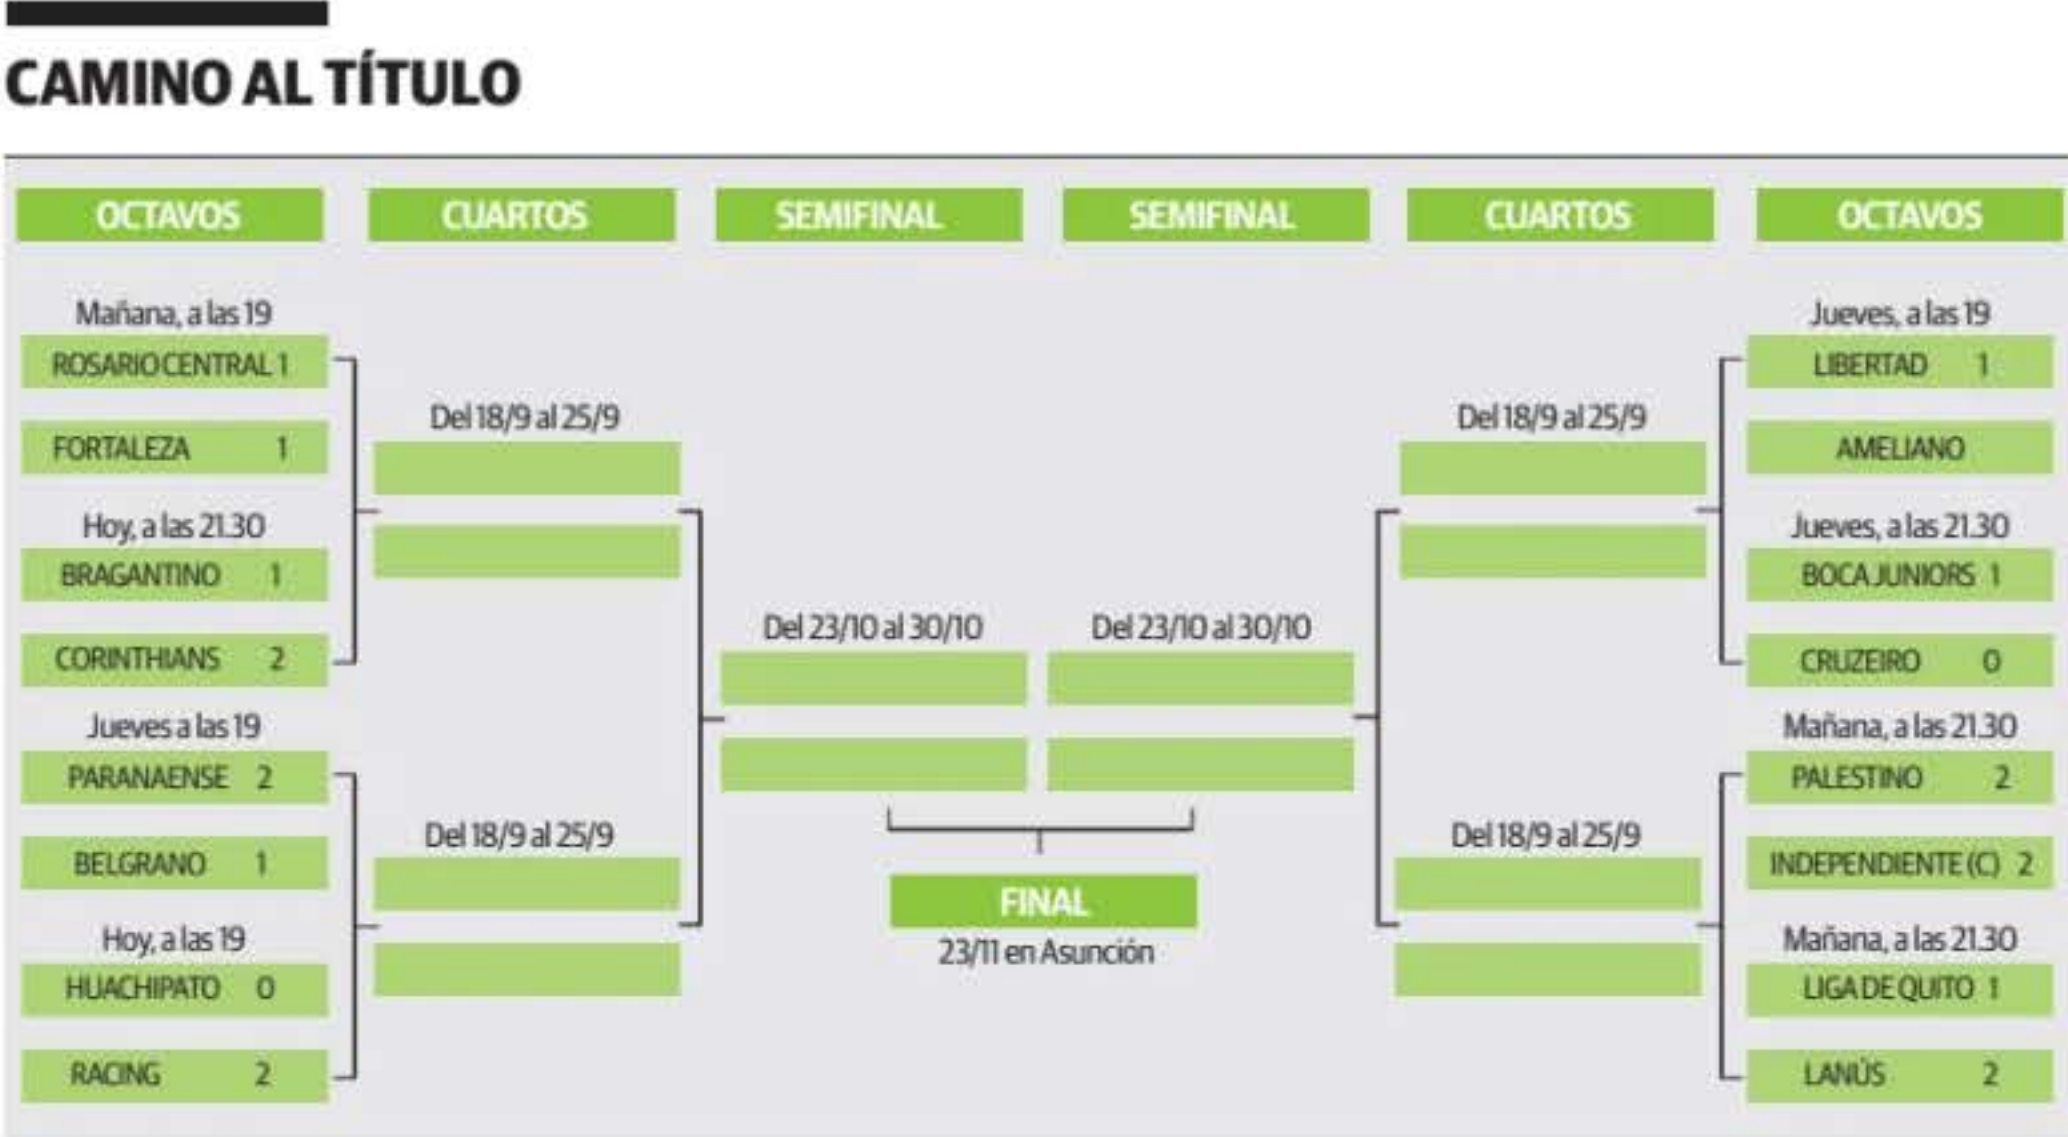 CAMINO AL TÍTULO
OCTAVOS
CUARTOS
SEMIFINAL
SEMIFINAL
CUARTOS
OCTAVOS
Mañana, a las 19
ROSARIO CENTRAL 1
FORTALEZA 1
Hoy, a las 21.30
BRAGANTINO 1
CORINTHIANS 2
Jueves a las 19
PARANAENSE 2
BELGRANO 1
Hoy, a las 19
HUACHIPATO 0
RACING 2
Del 18/9 al 25/9
Del 18/9 al 25/9
Del 23/10 al 30/10
Del 23/10 al 30/10
FINAL
23/11 en Asunción
Del 18/9 al 25/9
Del 18/9 al 25/9
Jueves, a las 19
LIBERTAD 1
AMELIANO
Jueves, a las 21.30
BOCA JUNIORS 1
CRUZEIRO 0
Mañana, a las 21.30
PALESTINO 2
INDEPENDIENTE (C) 2
Mañana, a las 21.30
LIGA DE QUITO 1
LANÚS 2